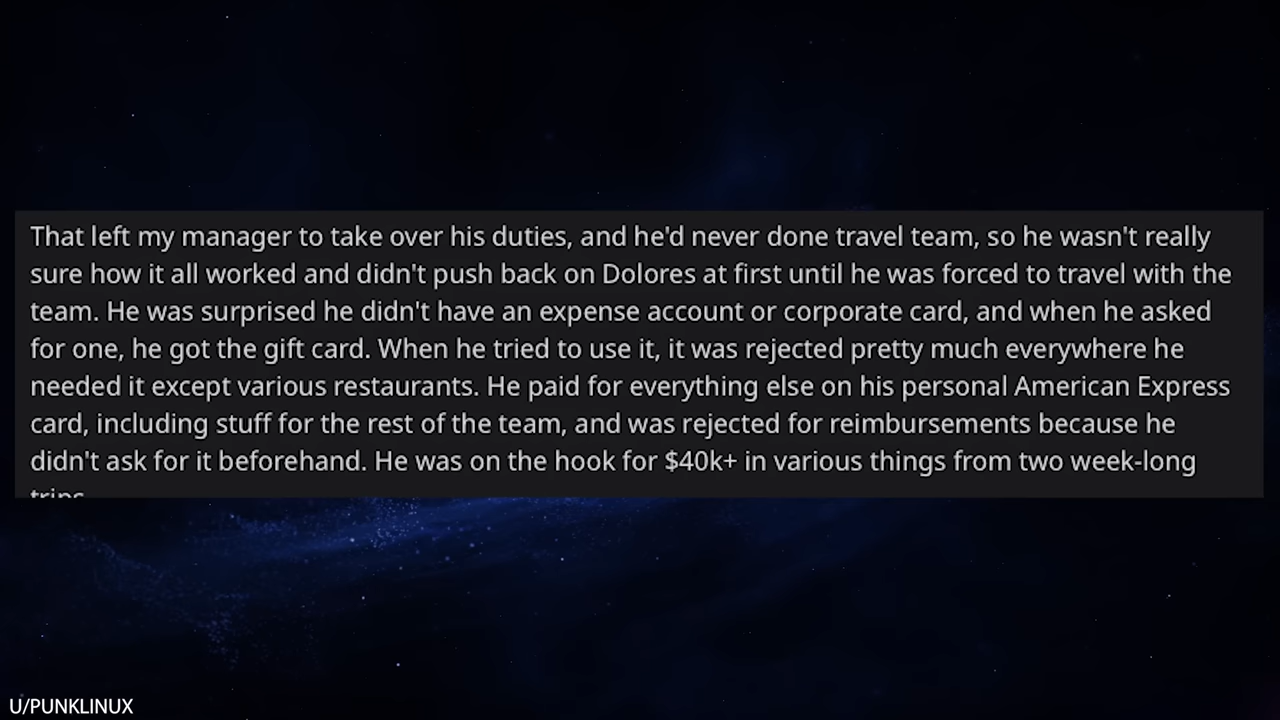 That left my manager to take over his duties, and he'd never done travel team, so he wasn't really
sure how it all worked and didn't push back on Dolores at first until he was forced to travel with the
team. He was surprised he didn't have an expense account or corporate card, and when he asked
for one, he got the gift card. When he tried to use it, it was rejected pretty much everywhere he
needed it except various restaurants. He paid for everything else on his personal American Express
card, including stuff for the rest of the team, and was rejected for reimbursements because he
didn't ask for it beforehand. He was on the hook for $40k+ in various things from two week-long
trips
U/PUNKLINUX